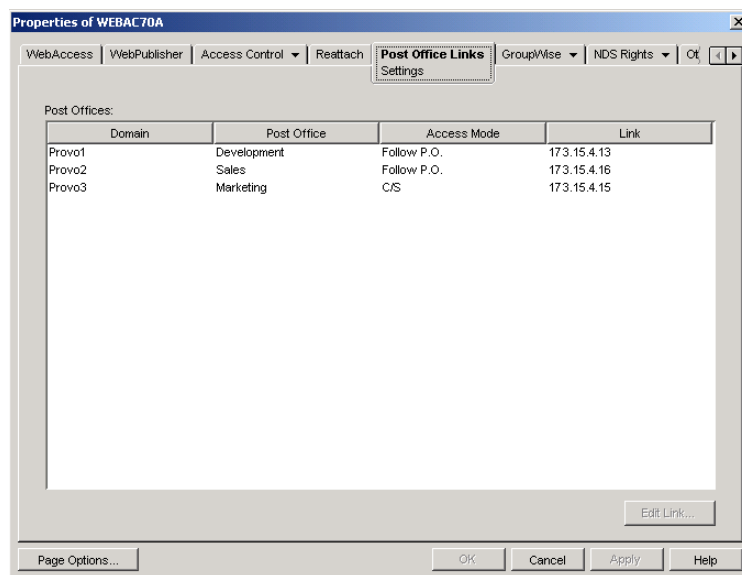 Properties of WEBAC70A
WebAccess WebPublisher Access Control Reattach Post Office Links GroupWise NDS Rights Ot
Settings
Post Offices:
Domain Post Office Access Mode Link
Provo1 Development Follow P.O. 173.15.4.13
Provo2 Sales Follow P.O. 173.15.4.16
Provo3 Marketing C/S 173.15.4.15
Edit Link...
Page Options... OK Cancel Apply Help